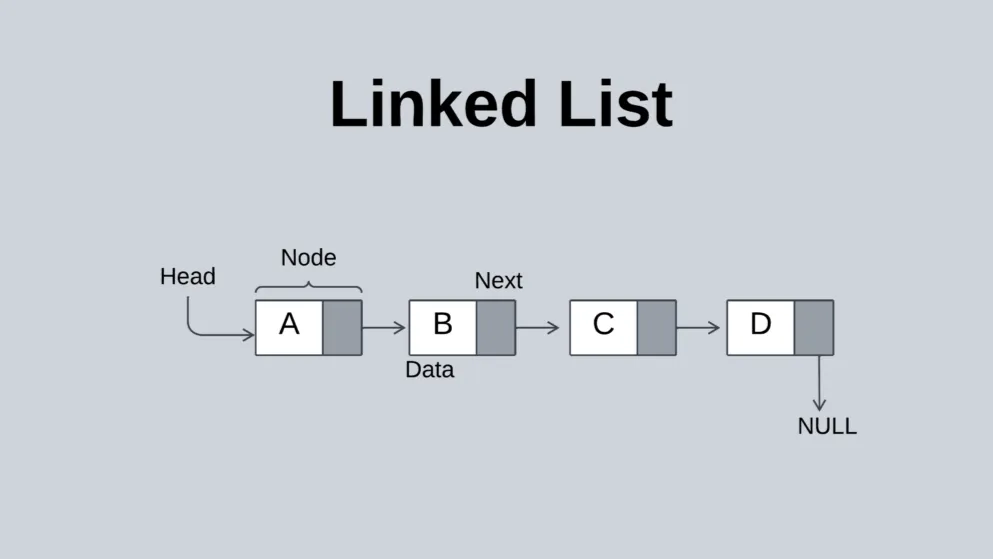 Linked List
Node
Head
Next
A
B
C
D
Data
NULL